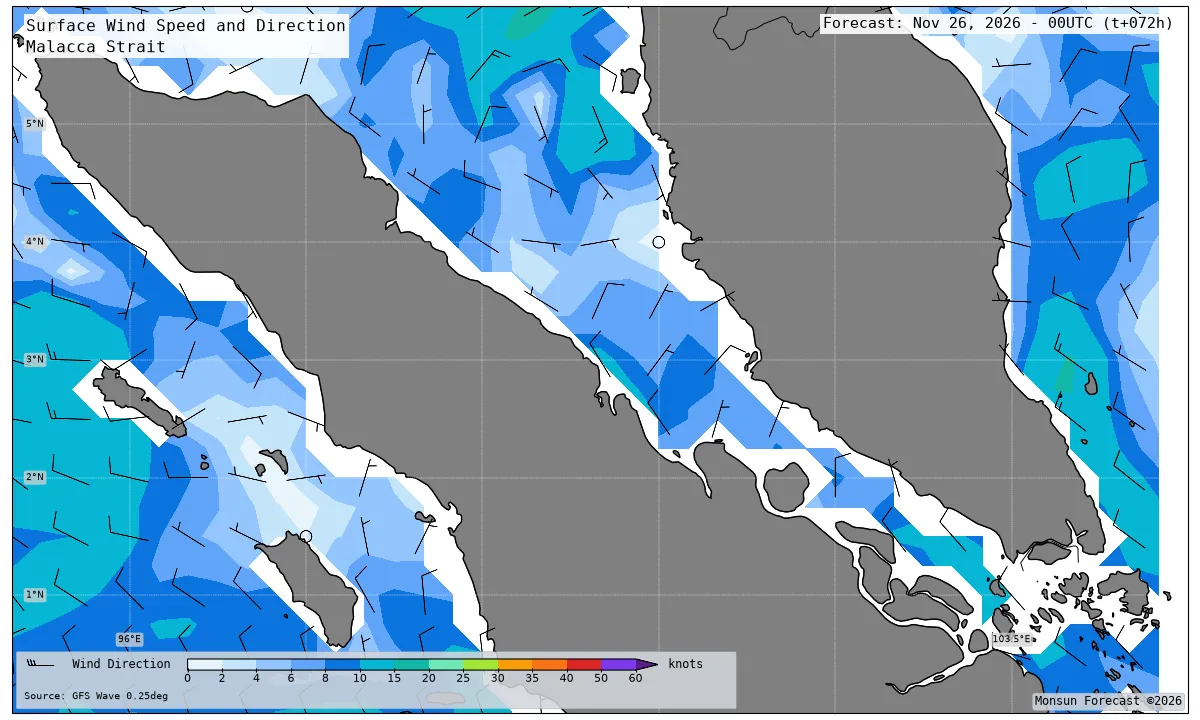 Surface Wind Speed and Direction
Malacca Strait
Forecast: Nov 26, 2026 - 00UTC (t+072h)
5°N
4°N
3°N
2°N
1°N
96°E
103.5°E
Wind Direction
knots
0 2 4 6 8 10 15 20 25 30 35 40 50 60
Source: GFS Wave 0.25deg
Monsun Forecast ©2026